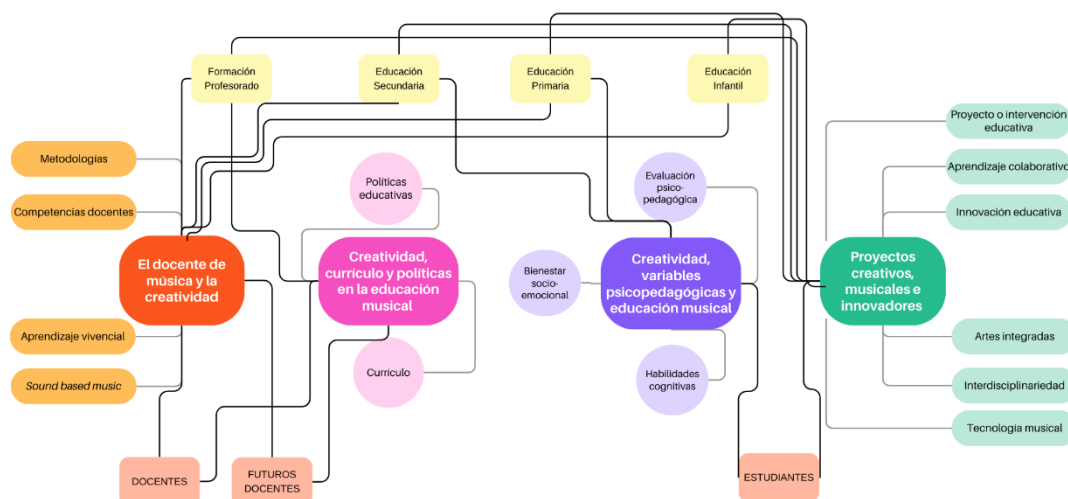 Formación
Profesorado
Educación
Secundaria
Educación
Primaria
Educación
Infantil
Metodologías
Competencias docentes
El docente de
música y la
creatividad
Aprendizaje vivencial
Sound based music
Políticas
educativas
Creatividad,
currículo y políticas
en la educación
musical
Currículo
Evaluación
psico-
pedagógica
Bienestar
socio-
emocional
Creatividad,
variables
psicopedagógicas y
educación musical
Habilidades
cognitivas
Proyecto o intervención
educativa
Aprendizaje colaborativo
Innovación educativa
Proyectos
creativos,
musicales e
innovadores
Artes integradas
Interdisciplinariedad
Tecnología musical
DOCENTES
FUTUROS
DOCENTES
ESTUDIANTES